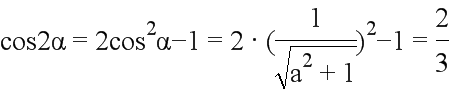 cos2α = 2cos²α−1 = 2 · (1/√(a² + 1))²−1 = 2/3